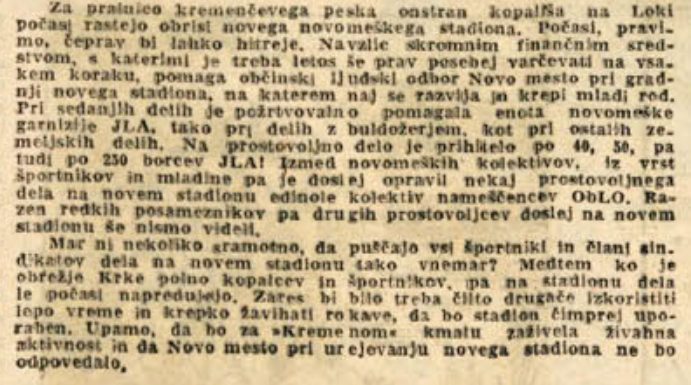 Za pralnico kremenčevega peska onstran kopališa na Loki
počasi rastejo obrisi novega novomeškega stadiona. Počasi, pravi-
mo, čeprav bi lahko hitreje. Navzlic skromnim finančnim sred-
stvom, s katerimi je treba letos še prav posebej varčevati na vsa-
kem koraku, pomaga občinski ljudski odbor Novo mesto pri grad-
nji novega stadiona, na katerem naj se razvija in krepi mladi rod.
Pri sedanjih delih je požrtvovalno pomagala enota novomeške
garnizije JLA, tako pri delih z buldožerjem, kot pri ostalih ze-
meljskih delih. Na prostovoljno delo je prihitelo po 40, 50, pa
tudi po 250 borcev JLA! Izmed novomeških kolektivov, iz vrst
športnikov in mladine pa je doslej opravil nekaj prostovoljnega
dela na novem stadionu edinole kolektiv nameščencev ObLO. Ra-
zen redkih posameznikov pa drugih prostovoljcev doslej na novem
stadionu še nismo videli.
Mar ni nekoliko sramotno, da puščajo vsi športniki in člani sin-
dikatov dela na novem stadionu tako vnemar? Medtem ko je
obrežje Krke polno kopalcev in športnikov, pa na stadionu dela
le počasi napredujejo. Zares bi bilo treba čisto drugače izkoristiti
lepo vreme in krepko zavihati rokave, da bo stadion čimprej upo-
raben. Upamo, da bo za »Kremenom« kmalu zaživela živahna
aktivnost in da Novo mesto pri urejovanju novega stadiona ne bo
odpovedalo.